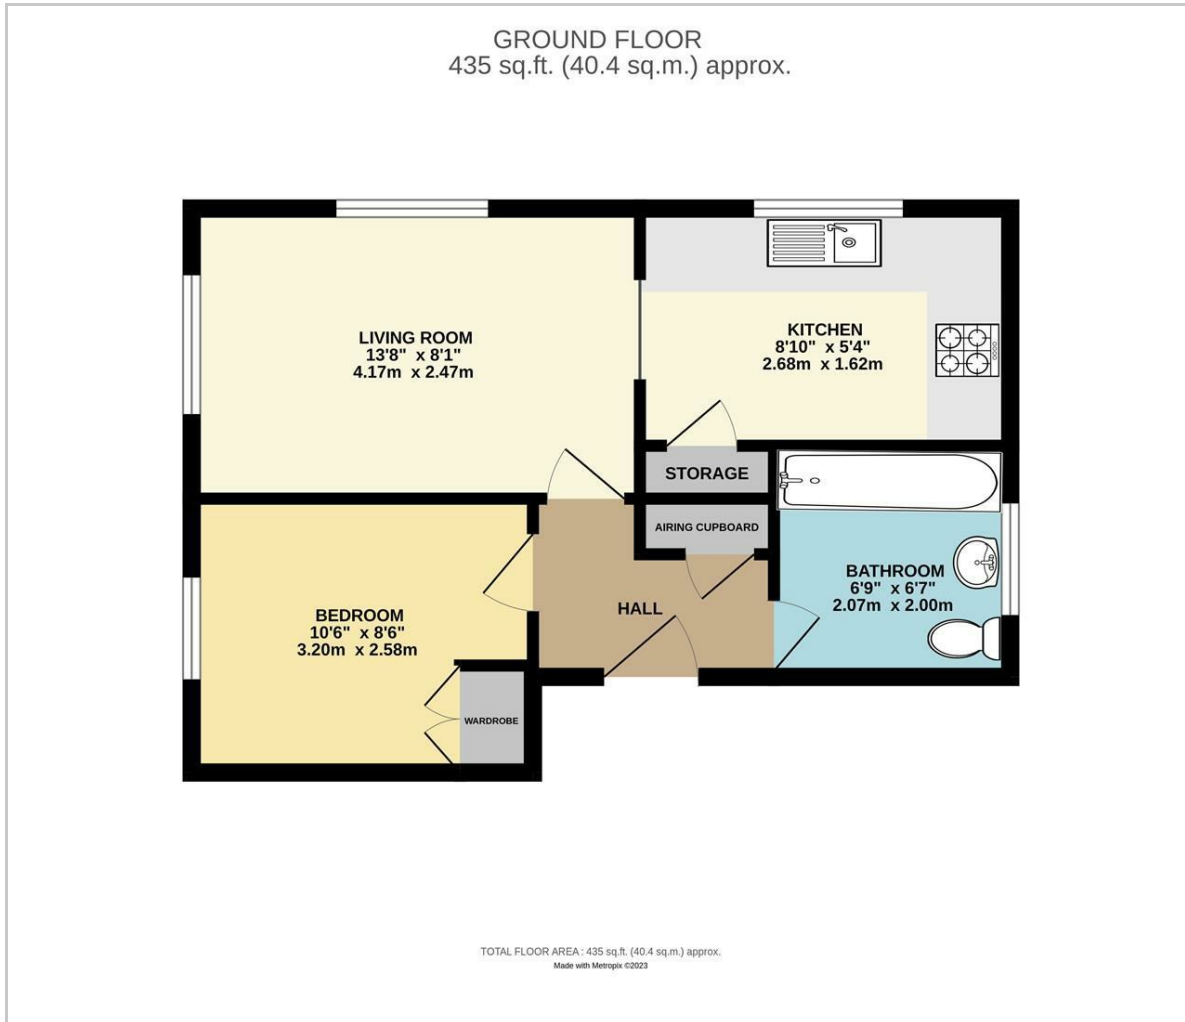 GROUND FLOOR
435 sq.ft. (40.4 sq.m.) approx.
LIVING ROOM
13'8" x 8'1"
4.17m x 2.47m
KITCHEN
8'10" x 5'4"
2.68m x 1.62m
STORAGE
AIRING CUPBOARD
BATHROOM
6'9" x 6'7"
2.07m x 2.00m
HALL
BEDROOM
10'6" x 8'6"
3.20m x 2.58m
WARDROBE
TOTAL FLOOR AREA : 435 sq.ft. (40.4 sq.m.) approx.
Made with Metropix ©2023